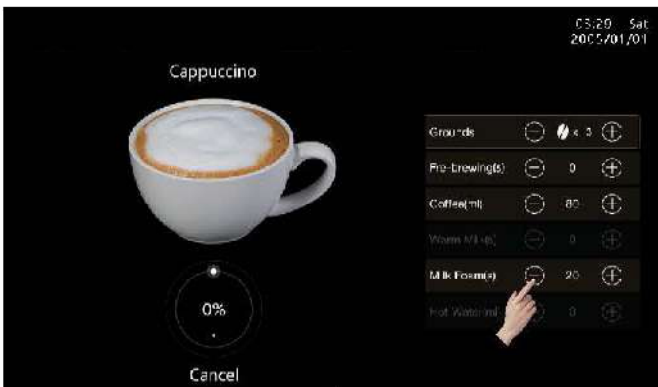 03:29 Sat
2005/01/01
Cappuccino
Grounds x 3
Pre-brewing(s) 0
Coffee(ml) 80
Warm Milk(s) 0
Milk Foam(s) 20
Hot Water(ml) 0
0%
Cancel